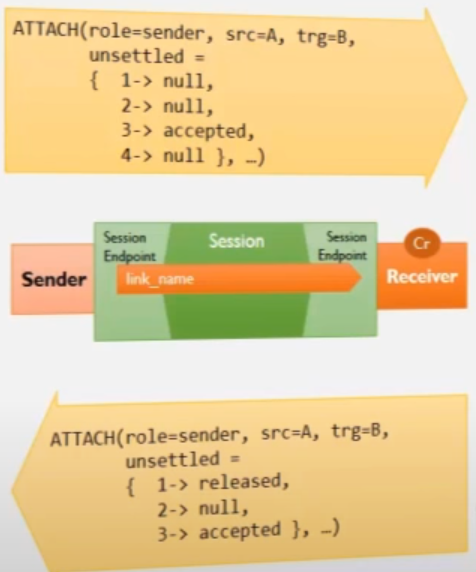 ATTACH(role=sender, src=A, trg=B,
unsettled =
{ 1-> null,
2-> null,
3-> accepted,
4-> null }, …)
Session Endpoint
Session
Session Endpoint
Cr
Sender
link_name
Receiver
ATTACH(role=sender, src=A, trg=B,
unsettled =
{ 1-> released,
2-> null,
3-> accepted }, …)